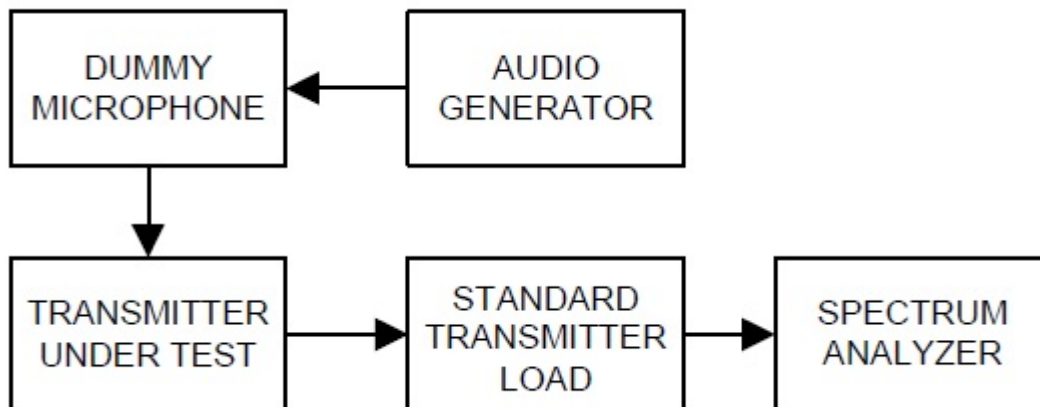 DUMMY
MICROPHONE
AUDIO
GENERATOR
TRANSMITTER
UNDER TEST
STANDARD
TRANSMITTER
LOAD
SPECTRUM
ANALYZER